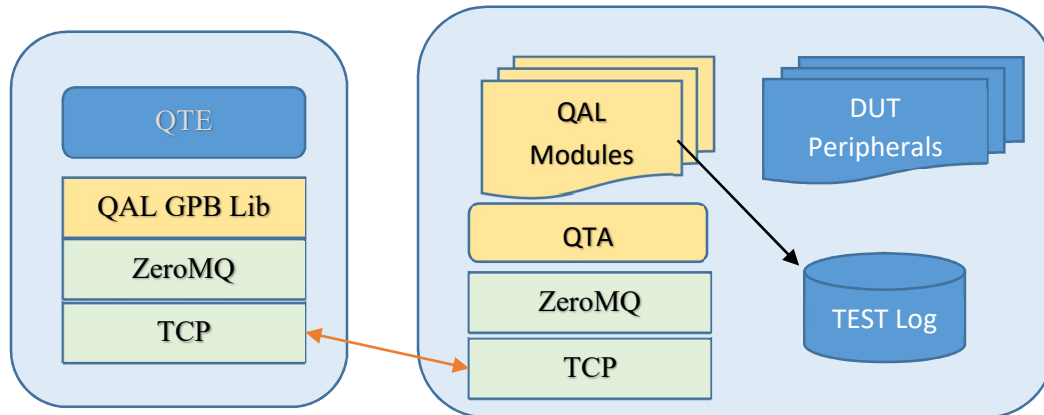 QTE
QAL GPB Lib
ZeroMQ
TCP
QAL
Modules
QTA
ZeroMQ
TCP
DUT
Peripherals
TEST Log